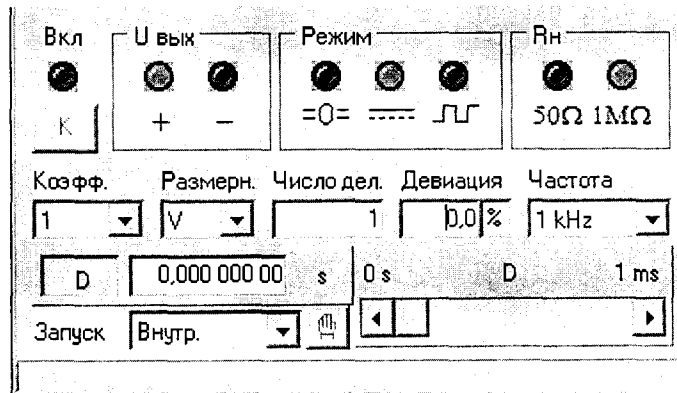 Вкл U вых Режим Rн
К + − =0= 50Ω 1MΩ
Коэфф. Размерн. Число дел. Девиация Частота
1 V 1 0,0 % 1 kHz
D 0,000 000 00 s 0 s D 1 ms
Запуск Внутр.